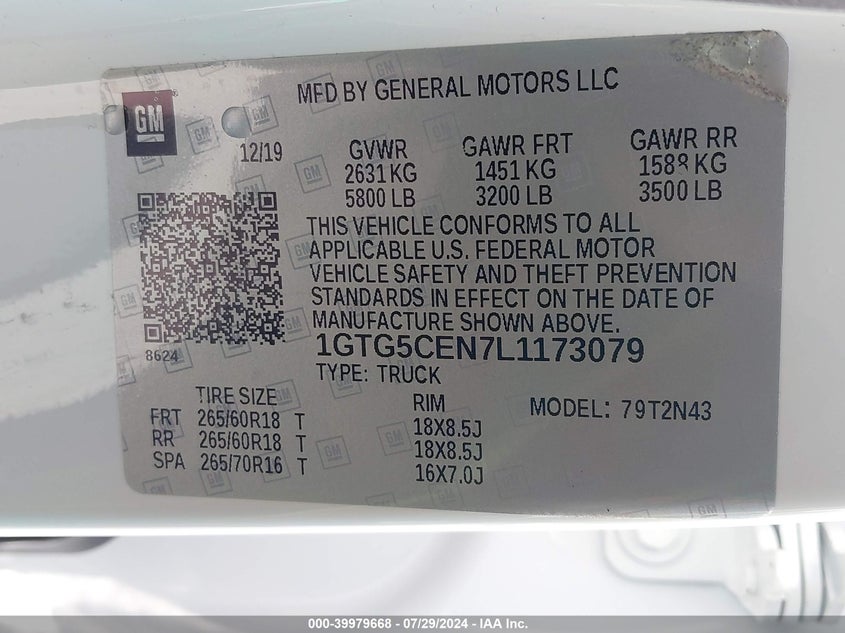 MFD BY GENERAL MOTORS LLC
GM
12/19
GVWR GAWR FRT GAWR RR
2631 KG 1451 KG 1588 KG
5800 LB 3200 LB 3500 LB
THIS VEHICLE CONFORMS TO ALL
APPLICABLE U.S. FEDERAL MOTOR
VEHICLE SAFETY AND THEFT PREVENTION
STANDARDS IN EFFECT ON THE DATE OF
MANUFACTURE SHOWN ABOVE.
8624
1GTG5CEN7L1173079
TYPE: TRUCK
TIRE SIZE RIM MODEL: 79T2N43
FRT 265/60R18 T 18X8.5J
RR 265/60R18 T 18X8.5J
SPA 265/70R16 T 16X7.0J
000-39979668 / 07/29/2024 - IAA Inc.